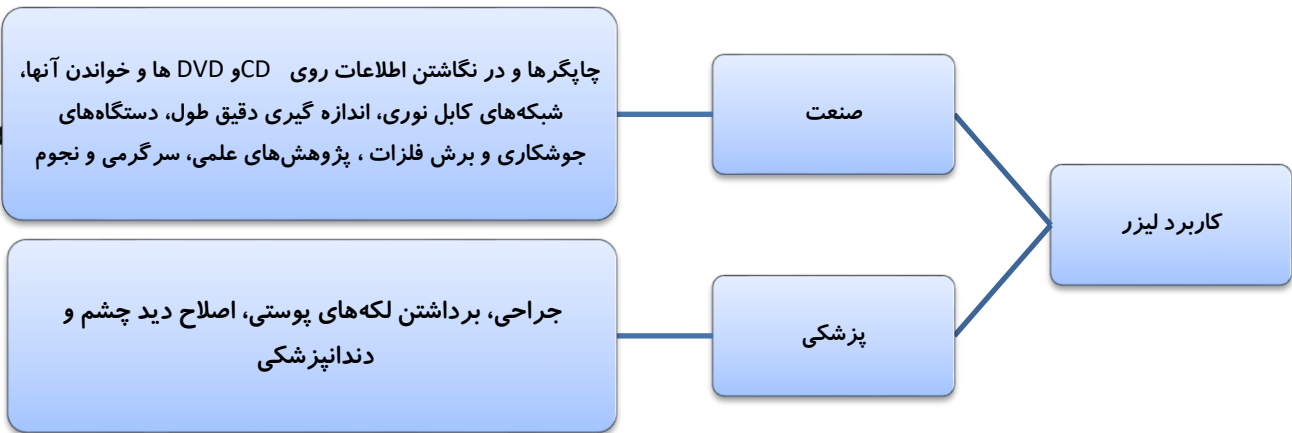 کاربرد لیزر
صنعت
چاپگرها و در نگاشتن اطلاعات روی CDو DVD ها و خواندن آنها،
شبکه‌های کابل نوری، اندازه گیری دقیق طول، دستگاه‌های
جوشکاری و برش فلزات ، پژوهش‌های علمی، سرگرمی و نجوم
پزشکی
جراحی، برداشتن لکه‌های پوستی، اصلاح دید چشم و
دندانپزشکی